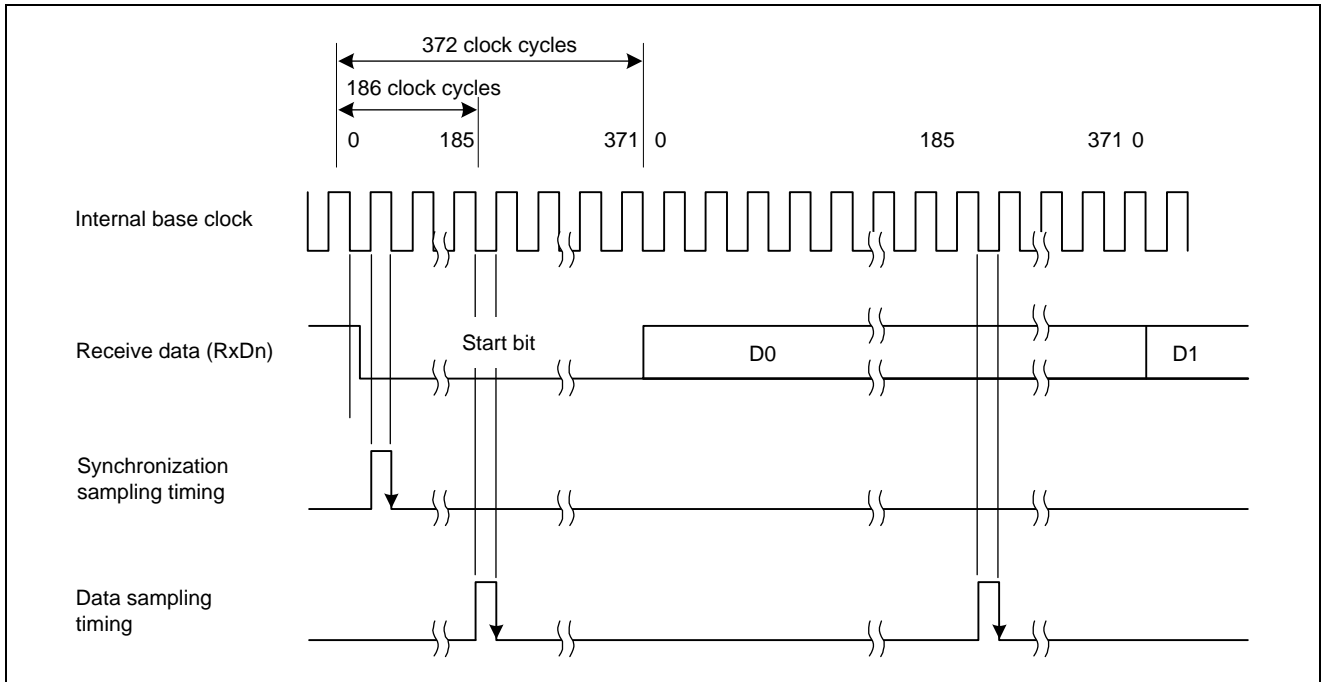 372 clock cycles
186 clock cycles
0 185 371 0 185 371 0
Internal base clock
Receive data (RxDn)
Start bit
D0
D1
Synchronization
sampling timing
Data sampling
timing